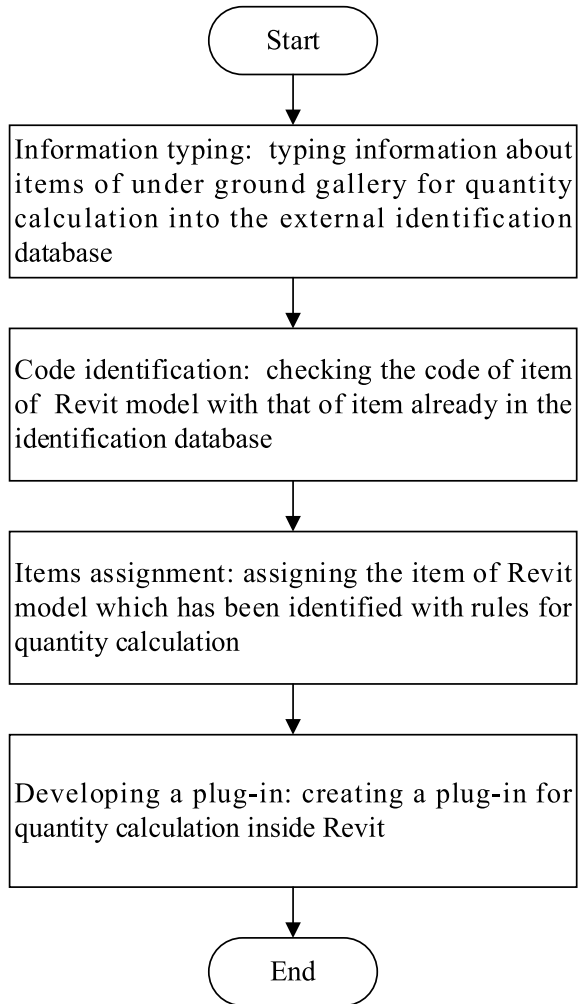 Start
Information typing: typing information about
items of under ground gallery for quantity
calculation into the external identification
database
Code identification: checking the code of item
of Revit model with that of item already in the
identification database
Items assignment: assigning the item of Revit
model which has been identified with rules for
quantity calculation
Developing a plug-in: creating a plug-in for
quantity calculation inside Revit
End